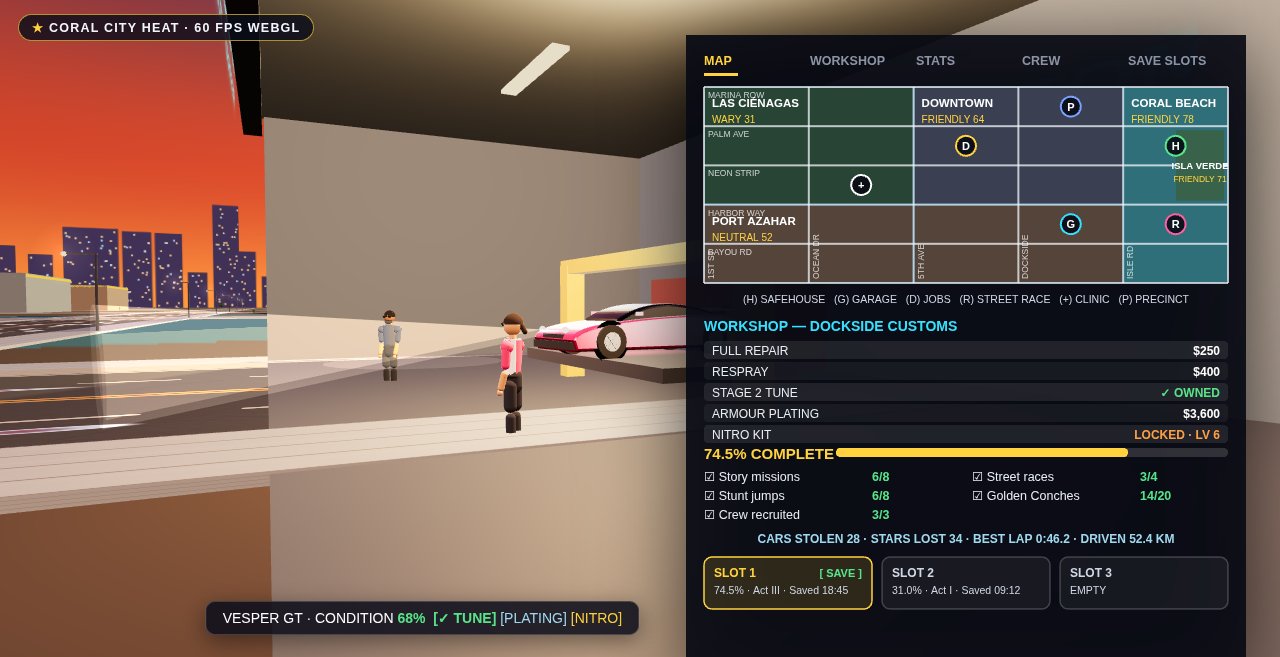 ★ CORAL CITY HEAT · 60 FPS WEBGL
MAP WORKSHOP STATS CREW SAVE SLOTS
MARINA ROW
LAS CIÉNAGAS DOWNTOWN P CORAL BEACH
WARY 31 FRIENDLY 64 FRIENDLY 78
PALM AVE
D H
ISLA VERDE
NEON STRIP
FRIENDLY 71
+
HARBOR WAY
PORT AZAHAR G R
NEUTRAL 52
BAYOU RD
1ST ST OCEAN DR 5TH AVE DOCKSIDE ISLE RD
(H) SAFEHOUSE (G) GARAGE (D) JOBS (R) STREET RACE (+) CLINIC (P) PRECINCT
WORKSHOP — DOCKSIDE CUSTOMS
FULL REPAIR $250
RESPRAY $400
STAGE 2 TUNE ✓ OWNED
ARMOUR PLATING $3,600
NITRO KIT LOCKED · LV 6
74.5% COMPLETE
☑ Story missions 6/8 ☑ Street races 3/4
☑ Stunt jumps 6/8 ☑ Golden Conches 14/20
☑ Crew recruited 3/3
CARS STOLEN 28 · STARS LOST 34 · BEST LAP 0:46.2 · DRIVEN 52.4 KM
SLOT 1 [ SAVE ] SLOT 2 SLOT 3
74.5% · Act III · Saved 18:45 31.0% · Act I · Saved 09:12 EMPTY
VESPER GT · CONDITION 68% [✓ TUNE] [PLATING] [NITRO]